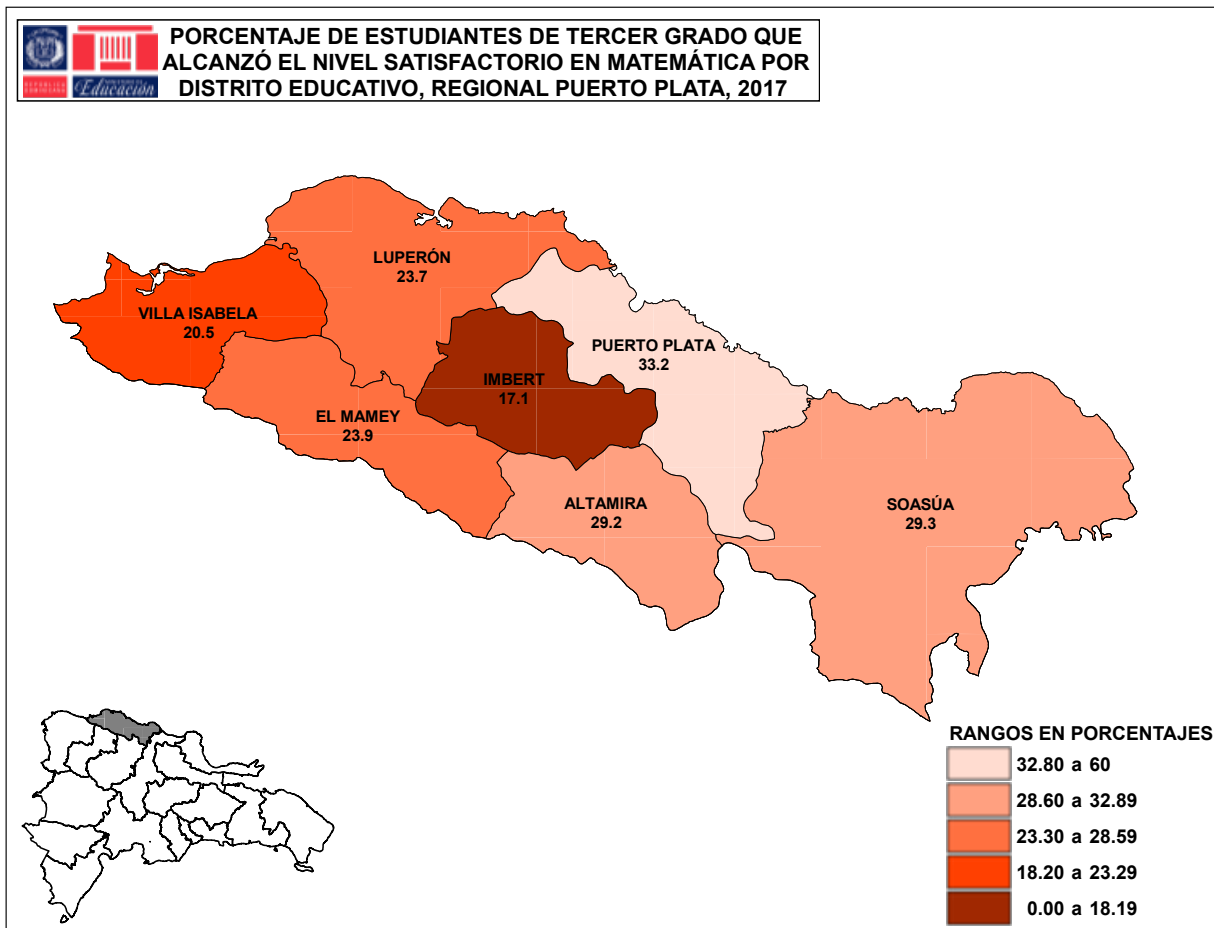 PORCENTAJE DE ESTUDIANTES DE TERCER GRADO QUE
ALCANZÓ EL NIVEL SATISFACTORIO EN MATEMÁTICA POR
DISTRITO EDUCATIVO, REGIONAL PUERTO PLATA, 2017
Educación
LUPERÓN
23.7
VILLA ISABELA
20.5
PUERTO PLATA
33.2
IMBERT
17.1
EL MAMEY
23.9
ALTAMIRA
29.2
SOASÚA
29.3
RANGOS EN PORCENTAJES
32.80 a 60
28.60 a 32.89
23.30 a 28.59
18.20 a 23.29
0.00 a 18.19